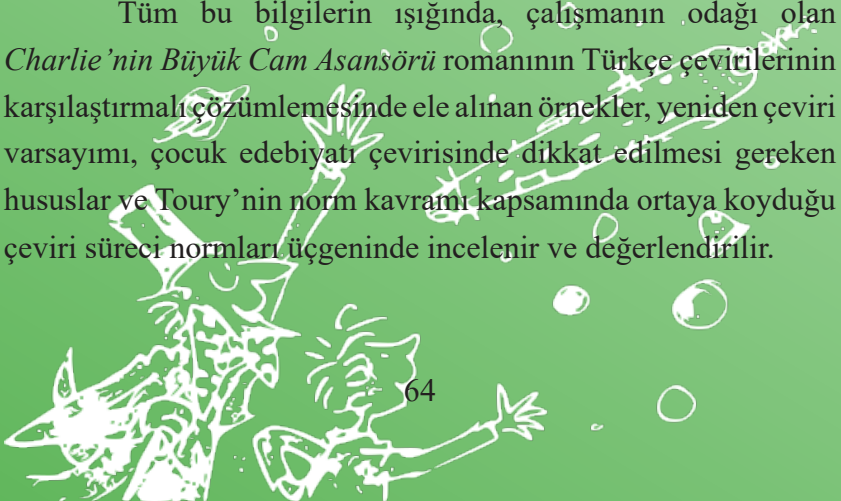 Tüm bu bilgilerin ışığında, çalışmanın odağı olan
Charlie’nin Büyük Cam Asansörü romanının Türkçe çevirilerinin
karşılaştırmalı çözümlemesinde ele alınan örnekler, yeniden çeviri
varsayımı, çocuk edebiyatı çevirisinde dikkat edilmesi gereken
hususlar ve Toury’nin norm kavramı kapsamında ortaya koyduğu
çeviri süreci normları üçgeninde incelenir ve değerlendirilir.
64